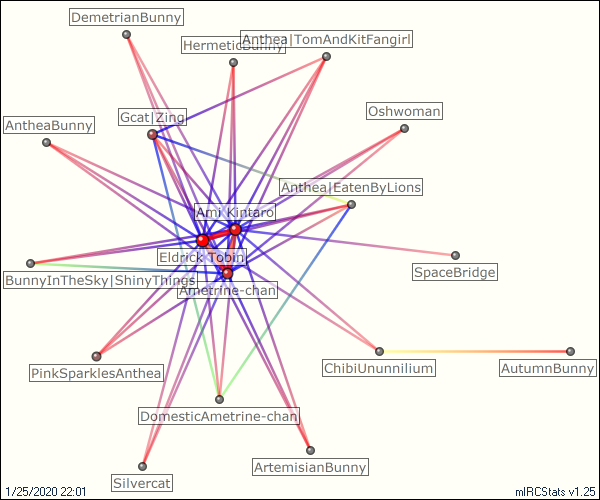 DemetrianBunny
HermeticBunny
Anthea|TomAndKitFangirl
Gcat|Zing
Oshwoman
AntheaBunny
Anthea|EatenByLions
Ami Kintaro
Eldrick Tobin
SpaceBridge
BunnyInTheSky|ShinyThings
Ametrine-chan
PinkSparklesAnthea
ChibiUnunnilium
AutumnBunny
DomesticAmetrine-chan
ArtemisianBunny
Silvercat
1/25/2020 22:01
mIRCStats v1.25